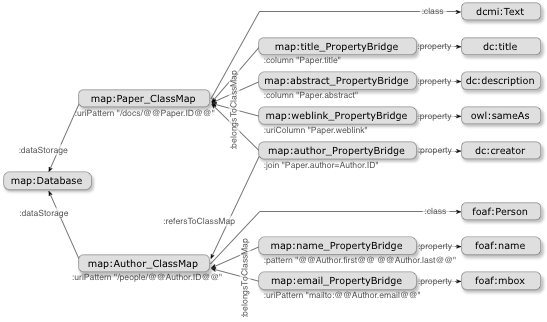 :class
dcmi:Text
map:title_PropertyBridge
:property
dc:title
:column "Paper.title"
map:abstract_PropertyBridge
:property
dc:description
:column "Paper.abstract"
map:Paper_ClassMap
:uriPattern "/docs/@@Paper.ID@@"
:belongsToClassMap
map:weblink_PropertyBridge
:property
owl:sameAs
:uriColumn "Paper.weblink"
map:author_PropertyBridge
:property
dc:creator
:join "Paper.author=Author.ID"
:dataStorage
map:Database
:dataStorage
:refersToClassMap
:class
foaf:Person
map:name_PropertyBridge
:property
foaf:name
:pattern "@@Author.first@@ @@Author.last@@"
map:Author_ClassMap
:uriPattern "/people/@@Author.ID@@"
:belongsToClassMap
map:email_PropertyBridge
:property
foaf:mbox
:uriPattern "mailto:@@Author.email@@"